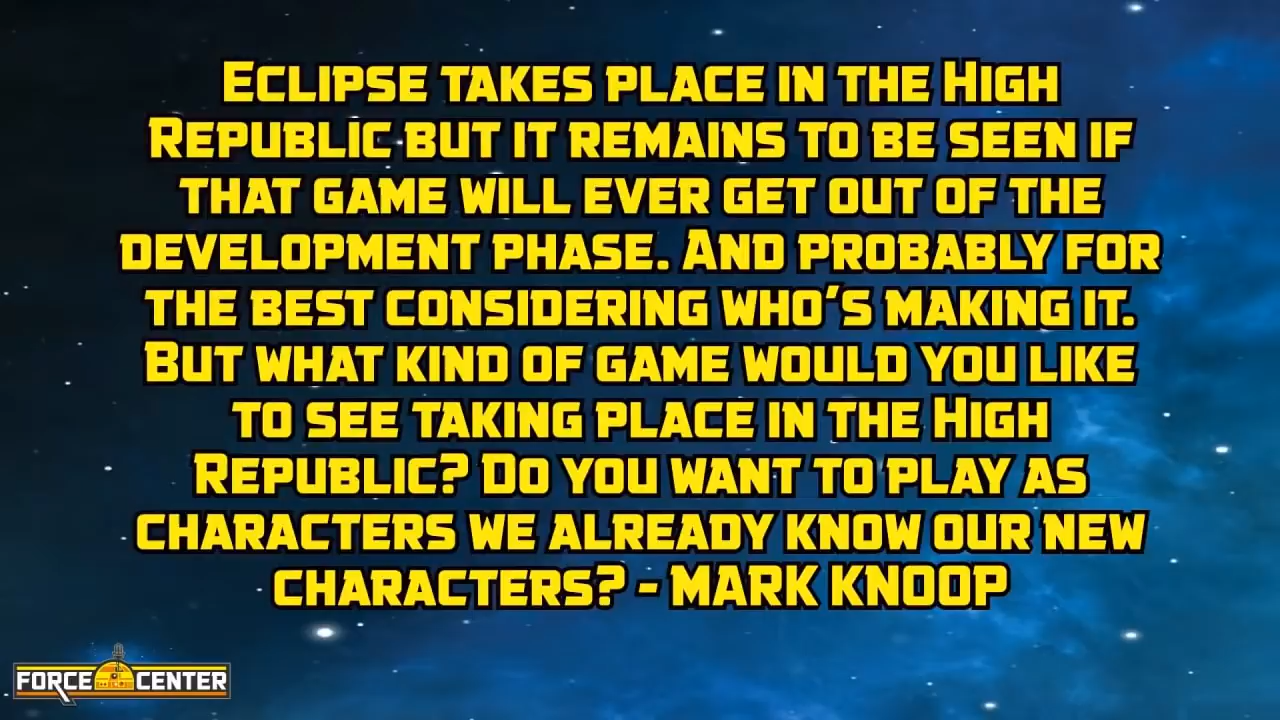 Eclipse takes place in the High
Republic but it remains to be seen if
that game will ever get out of the
development phase. And probably for
the best considering who's making it.
But what kind of game would you like
to see taking place in the High
Republic? Do you want to play as
characters we already know our new
characters? - MARK KNOOP
FORCE CENTER